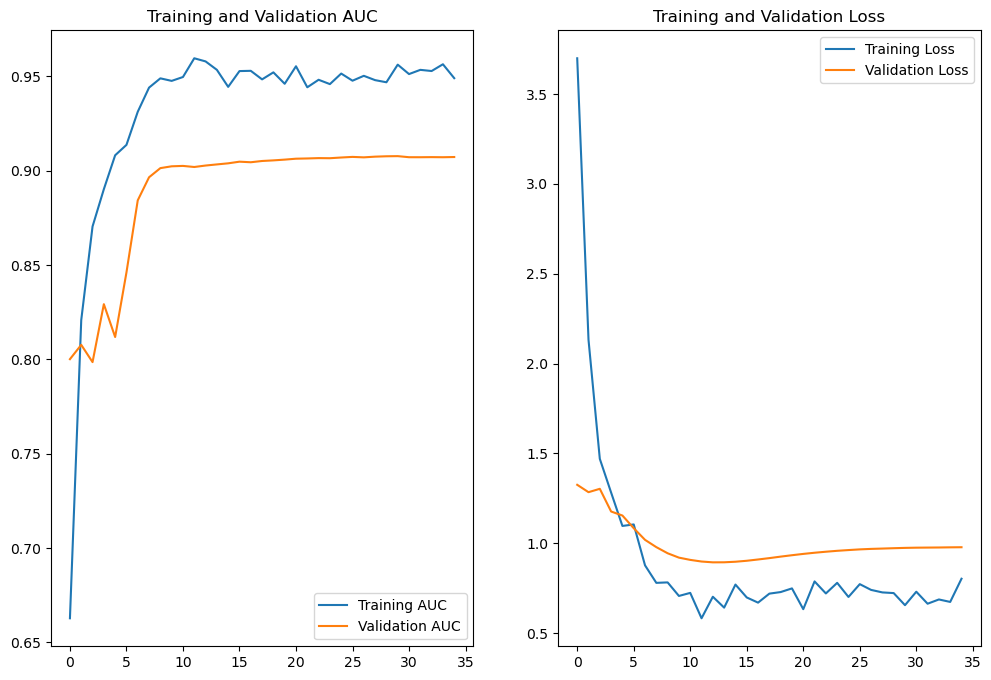 Training and Validation AUC
0.95
0.90
0.85
0.80
0.75
0.70
0.65
0 5 10 15 20 25 30 35
Training AUC
Validation AUC
Training and Validation Loss
Training Loss
Validation Loss
3.5
3.0
2.5
2.0
1.5
1.0
0.5
0 5 10 15 20 25 30 35